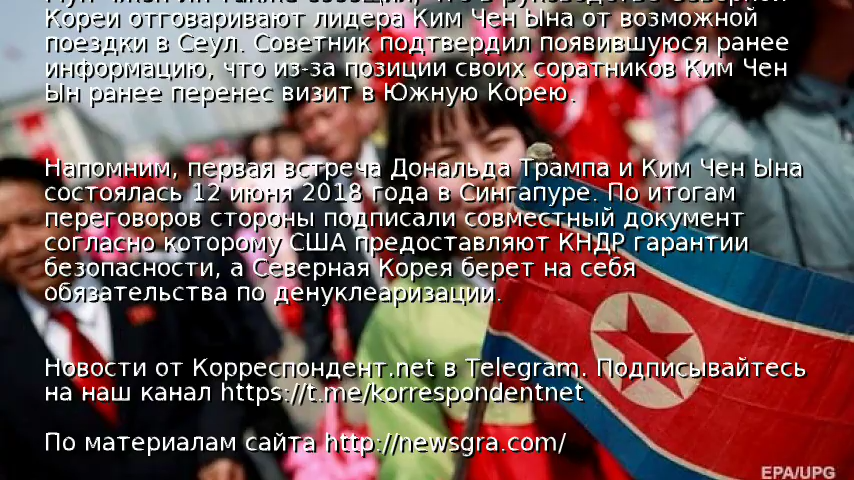 Кореи отговаривают лидера Ким Чен Ына от возможной
поездки в Сеул. Советник подтвердил появившуюся ранее
информацию, что из-за позиции своих соратников Ким Чен
Ын ранее перенес визит в Южную Корею.
Напомним, первая встреча Дональда Трампа и Ким Чен Ына
состоялась 12 июня 2018 года в Сингапуре. По итогам
переговоров стороны подписали совместный документ
согласно которому США предоставляют КНДР гарантии
безопасности, а Северная Корея берет на себя
обязательства по денуклеаризации.
Новости от Корреспондент.net в Telegram. Подписывайтесь
на наш канал https://t.me/korrespondentnet
По материалам сайта http://newsgra.com/
EPA/UPG